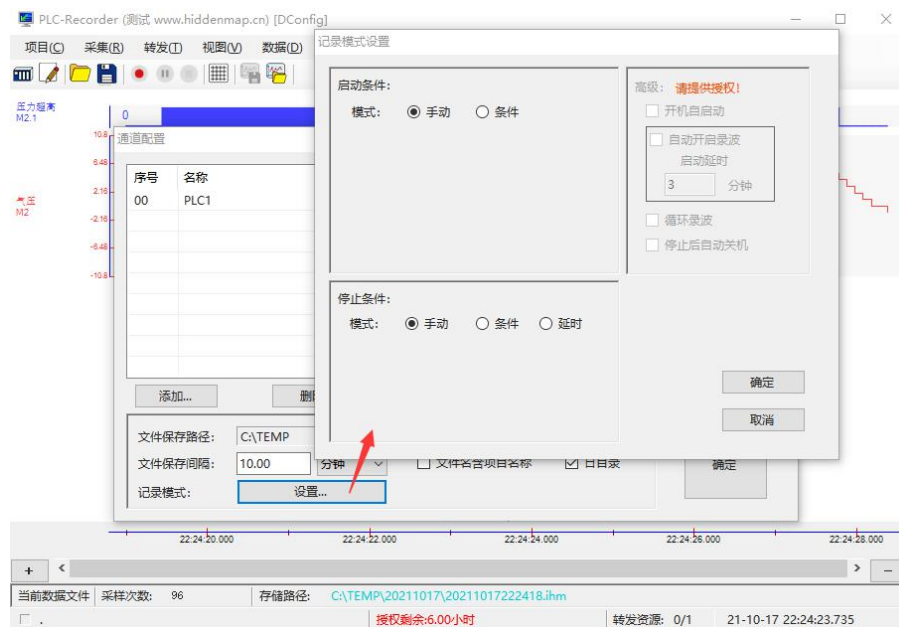 PLC-Recorder (测试 www.hiddenmap.cn) [DConfig]
项目(C) 采集(R) 转发(T) 视图(V) 数据(D)
记录模式设置
压力超高
M2.1
0
10.8
6.48
2.16
-2.16
-6.48
-10.8
气压
M2
通道配置
序号 名称
00 PLC1
添加...
文件保存路径: C:\TEMP
文件保存间隔: 10.00 分钟 文件名含项目名称 日目录
记录模式: 设置...
确定
启动条件:
模式: 手动 条件
停止条件:
模式: 手动 条件 延时
高级: 请提供授权!
开机自启动
自动开启录波
启动延时
3 分钟
循环录波
停止后自动关机
确定
取消
22:24:20.000 22:24:22.000 22:24:24.000 22:24:26.000 22:24:28.000
+ < > –
当前数据文件 采样次数: 96 存储路径: C:\TEMP\20211017\20211017222418.ihm
. 授权剩余:6.00小时 转发资源: 0/1 21-10-17 22:24:23.735